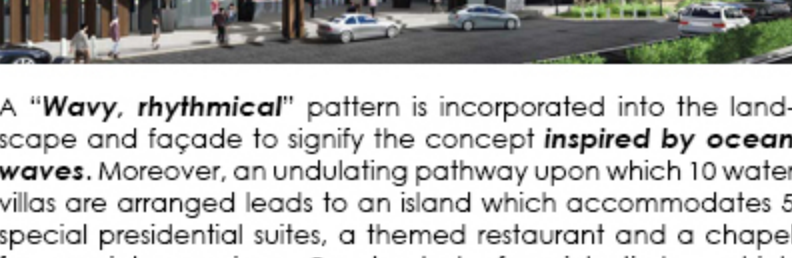 A “Wavy, rhythmical” pattern is incorporated into the land-
scape and façade to signify the concept inspired by ocean
waves. Moreover, an undulating pathway upon which 10 water
villas are arranged leads to an island which accommodates 5
special presidential suites, a themed restaurant and a chapel